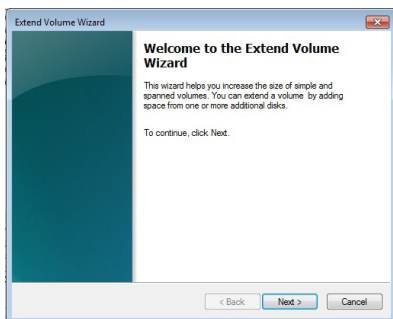 Extend Volume Wizard
Welcome to the Extend Volume
Wizard
This wizard helps you increase the size of simple and
spanned volumes. You can extend a volume by adding
space from one or more additional disks.
To continue, click Next.
< Back
Next >
Cancel